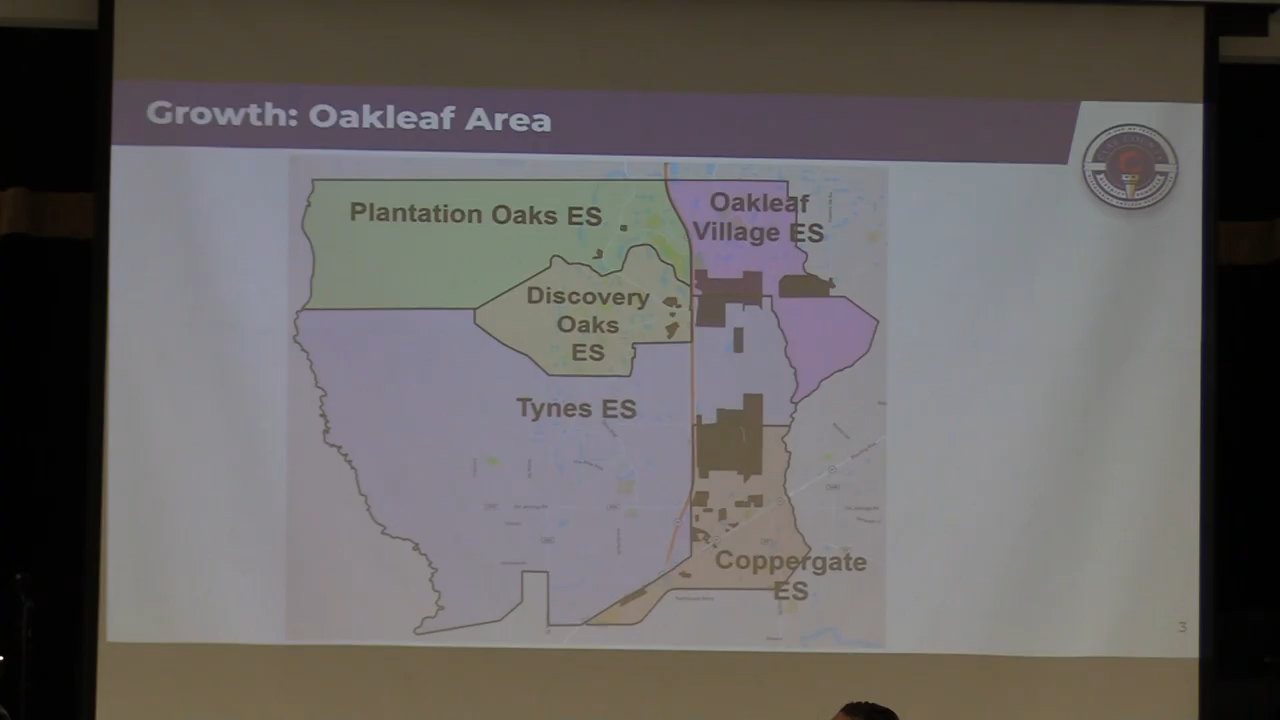 Growth: Oakleaf Area
Plantation Oaks ES
Oakleaf
Village ES
Discovery
Oaks
ES
Tynes ES
Coppergate
ES
3